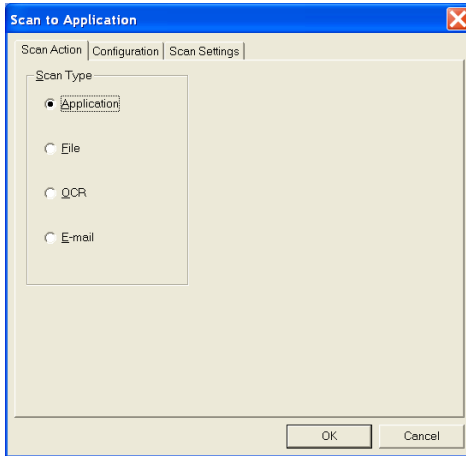 Scan to Application
Scan Action Configuration Scan Settings
Scan Type
Application
File
OCR
E-mail
OK Cancel